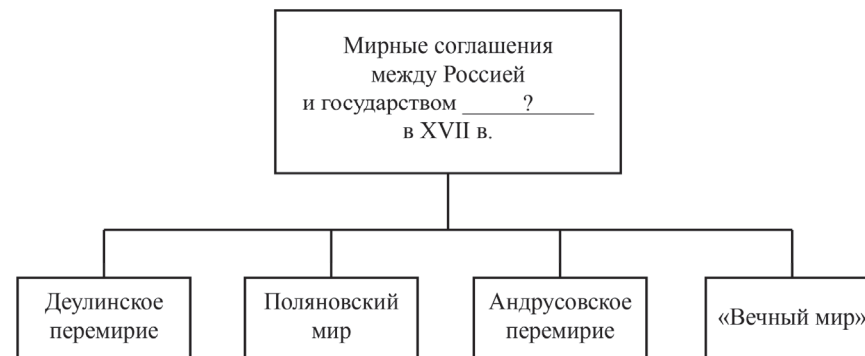 Мирные соглашения
между Россией
и государством ______?______
в XVII в.
Деулинское
перемирие
Поляновский
мир
Андрусовское
перемирие
«Вечный мир»